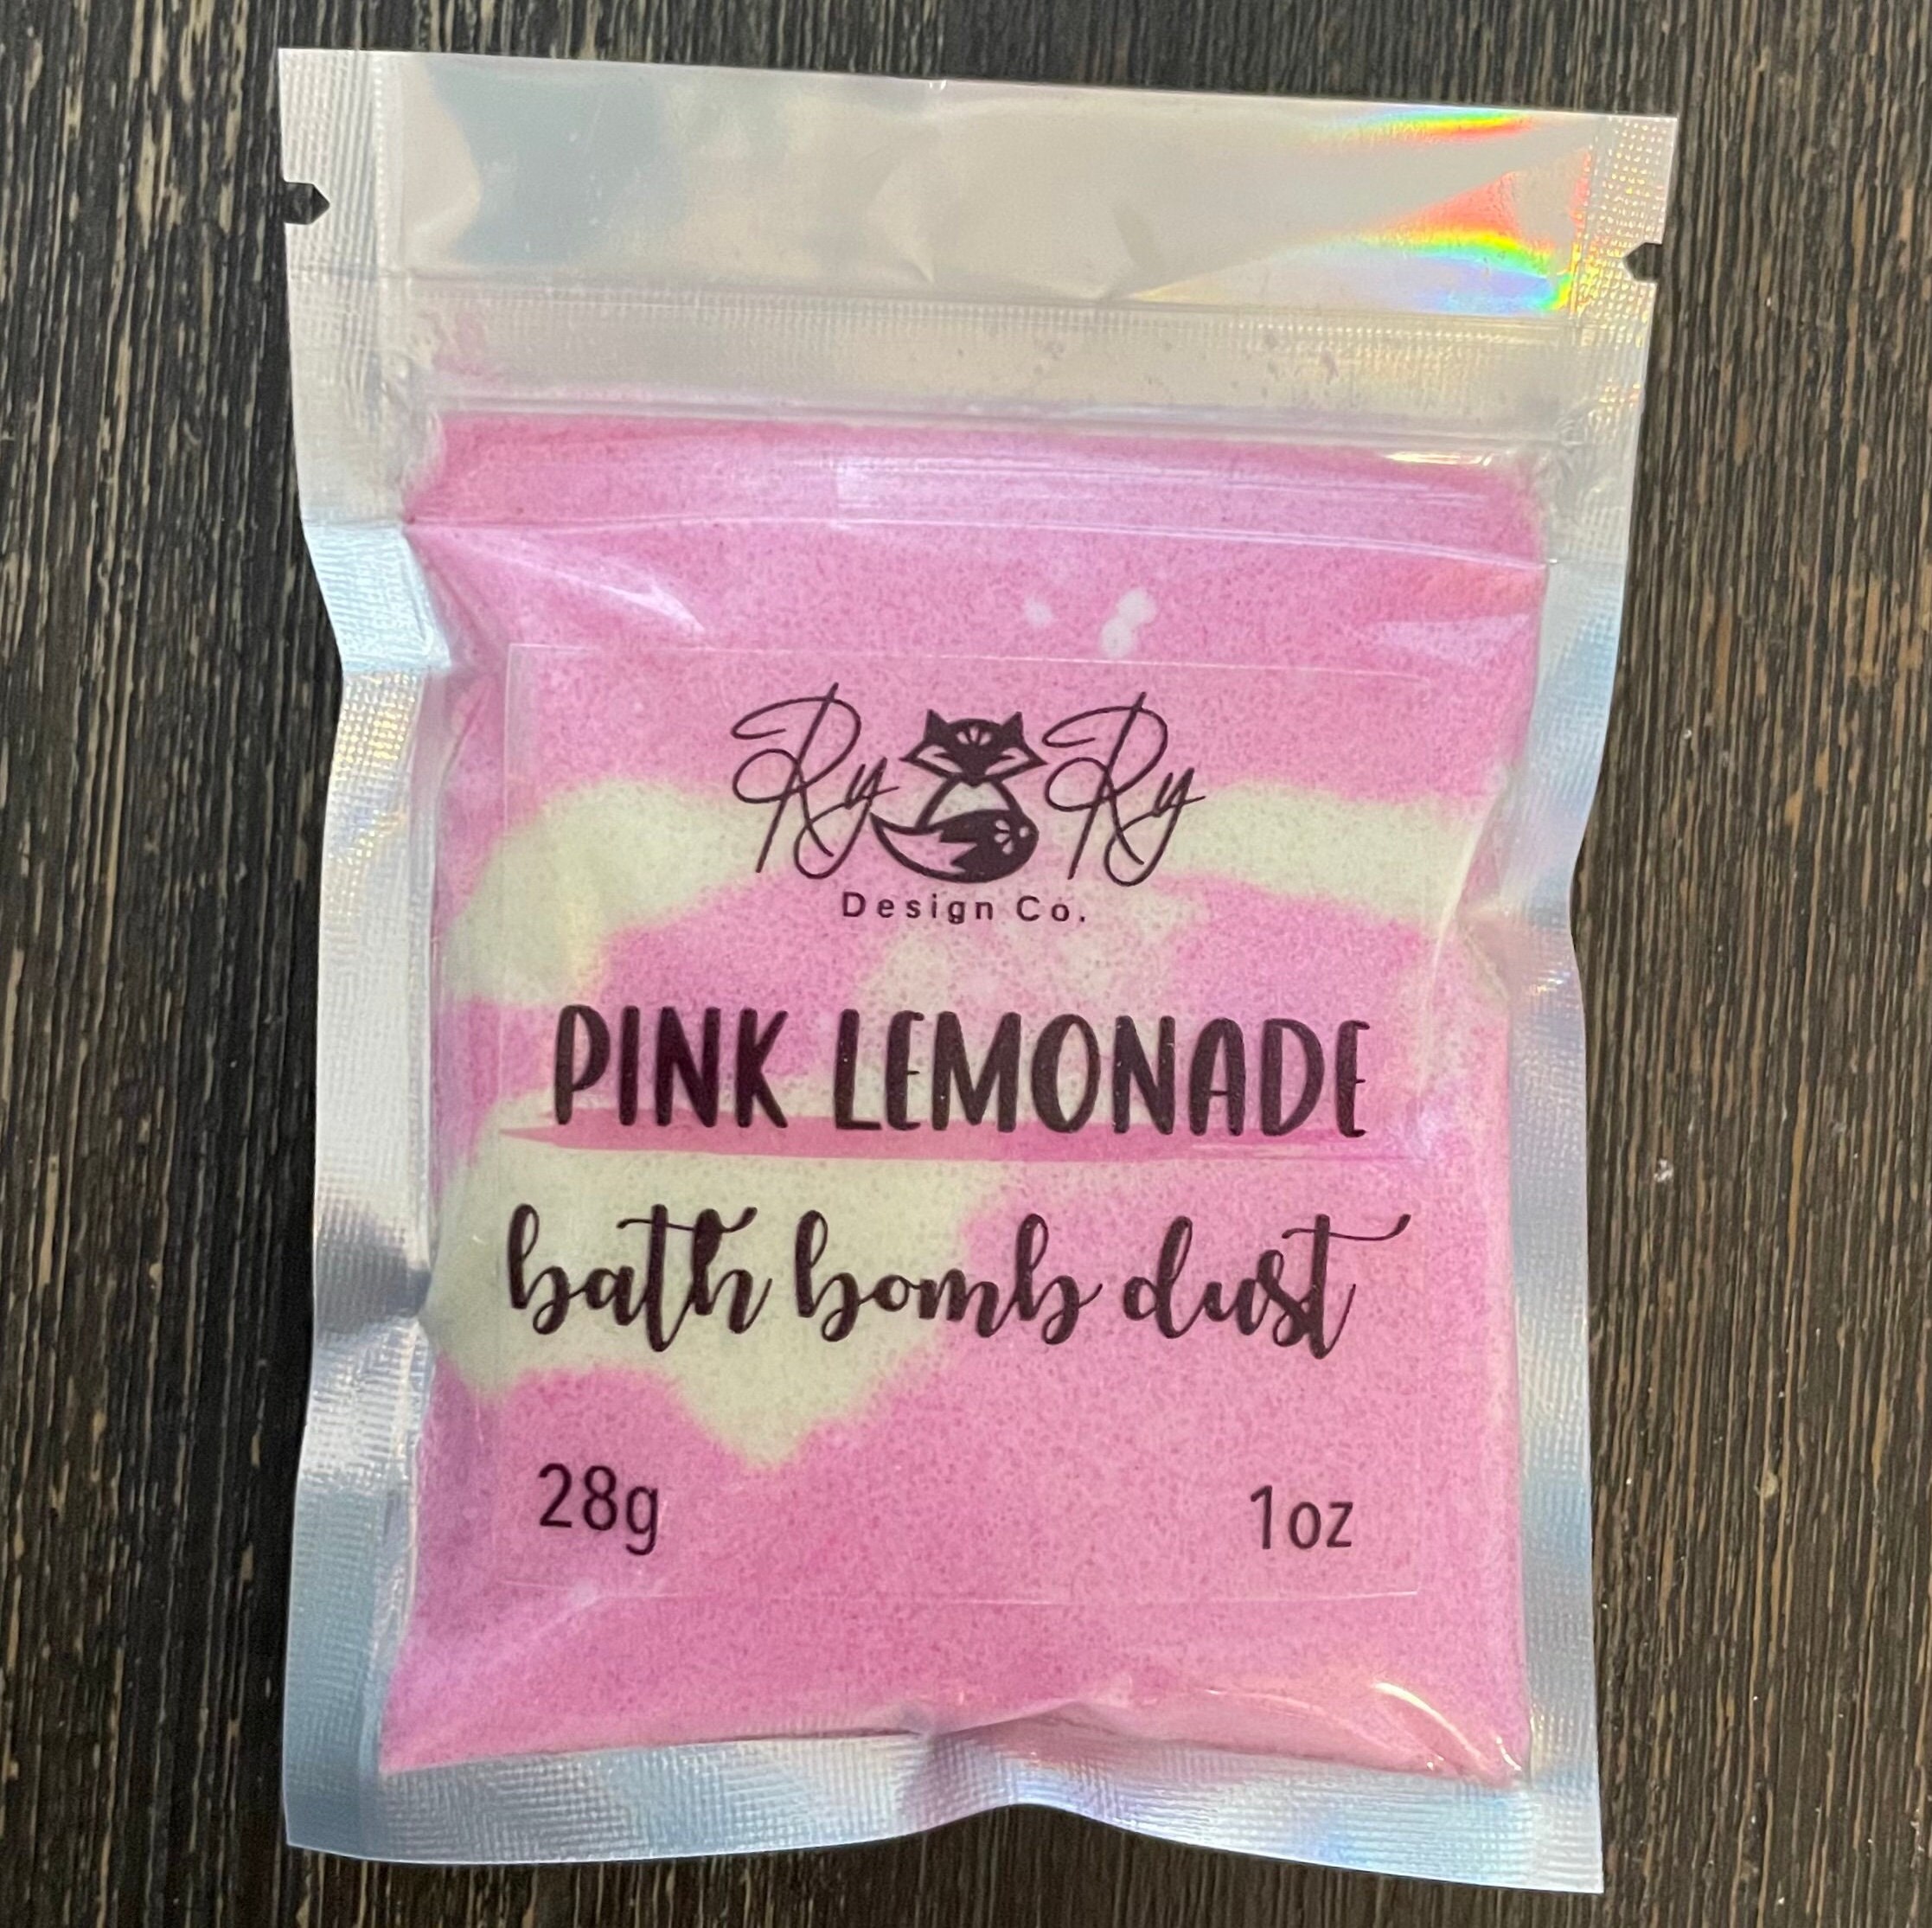 Ry Ry
Design Co.
PINK LEMONADE
bath bomb dust
28g 1oz